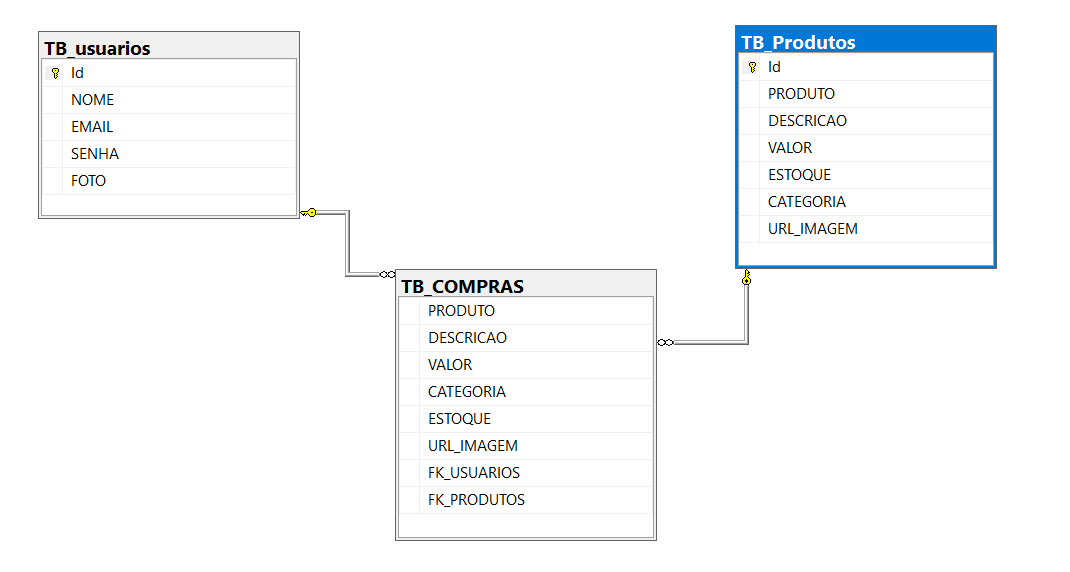 TB_usuarios
Id
NOME
EMAIL
SENHA
FOTO
TB_Produtos
Id
PRODUTO
DESCRICAO
VALOR
ESTOQUE
CATEGORIA
URL_IMAGEM
TB_COMPRAS
PRODUTO
DESCRICAO
VALOR
CATEGORIA
ESTOQUE
URL_IMAGEM
FK_USUARIOS
FK_PRODUTOS